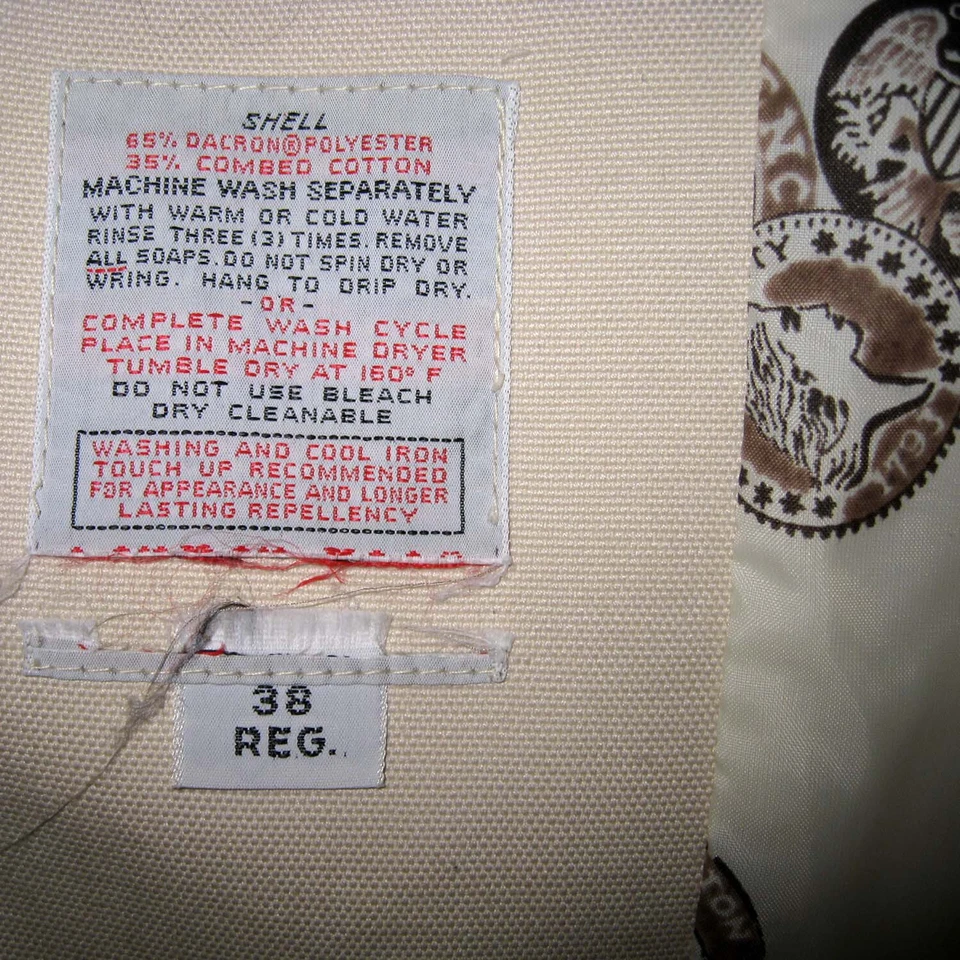 SHELL
65% DACRON®POLYESTER
35% COMBED COTTON
MACHINE WASH SEPARATELY
WITH WARM OR COLD WATER
RINSE THREE (3) TIMES. REMOVE
ALL SOAPS. DO NOT SPIN DRY OR
WRING. HANG TO DRIP DRY.
-OR-
COMPLETE WASH CYCLE
PLACE IN MACHINE DRYER
TUMBLE DRY AT 160° F
DO NOT USE BLEACH
DRY CLEANABLE
WASHING AND COOL IRON
TOUCH UP RECOMMENDED
FOR APPEARANCE AND LONGER
LASTING REPELLENCY
38
REG.
1793
TON